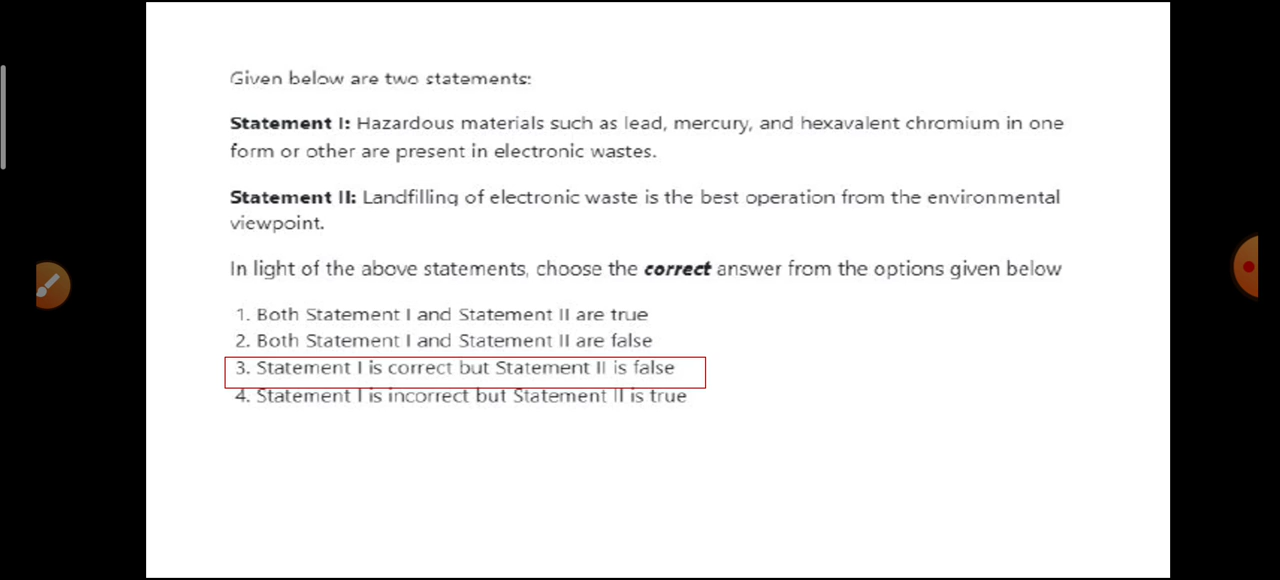 Given below are two statements:
Statement I: Hazardous materials such as lead, mercury, and hexavalent chromium in one
form or other are present in electronic wastes.
Statement II: Landfilling of electronic waste is the best operation from the environmental
viewpoint.
In light of the above statements, choose the correct answer from the options given below
1. Both Statement I and Statement II are true
2. Both Statement I and Statement II are false
3. Statement I is correct but Statement II is false
4. Statement I is incorrect but Statement II is true